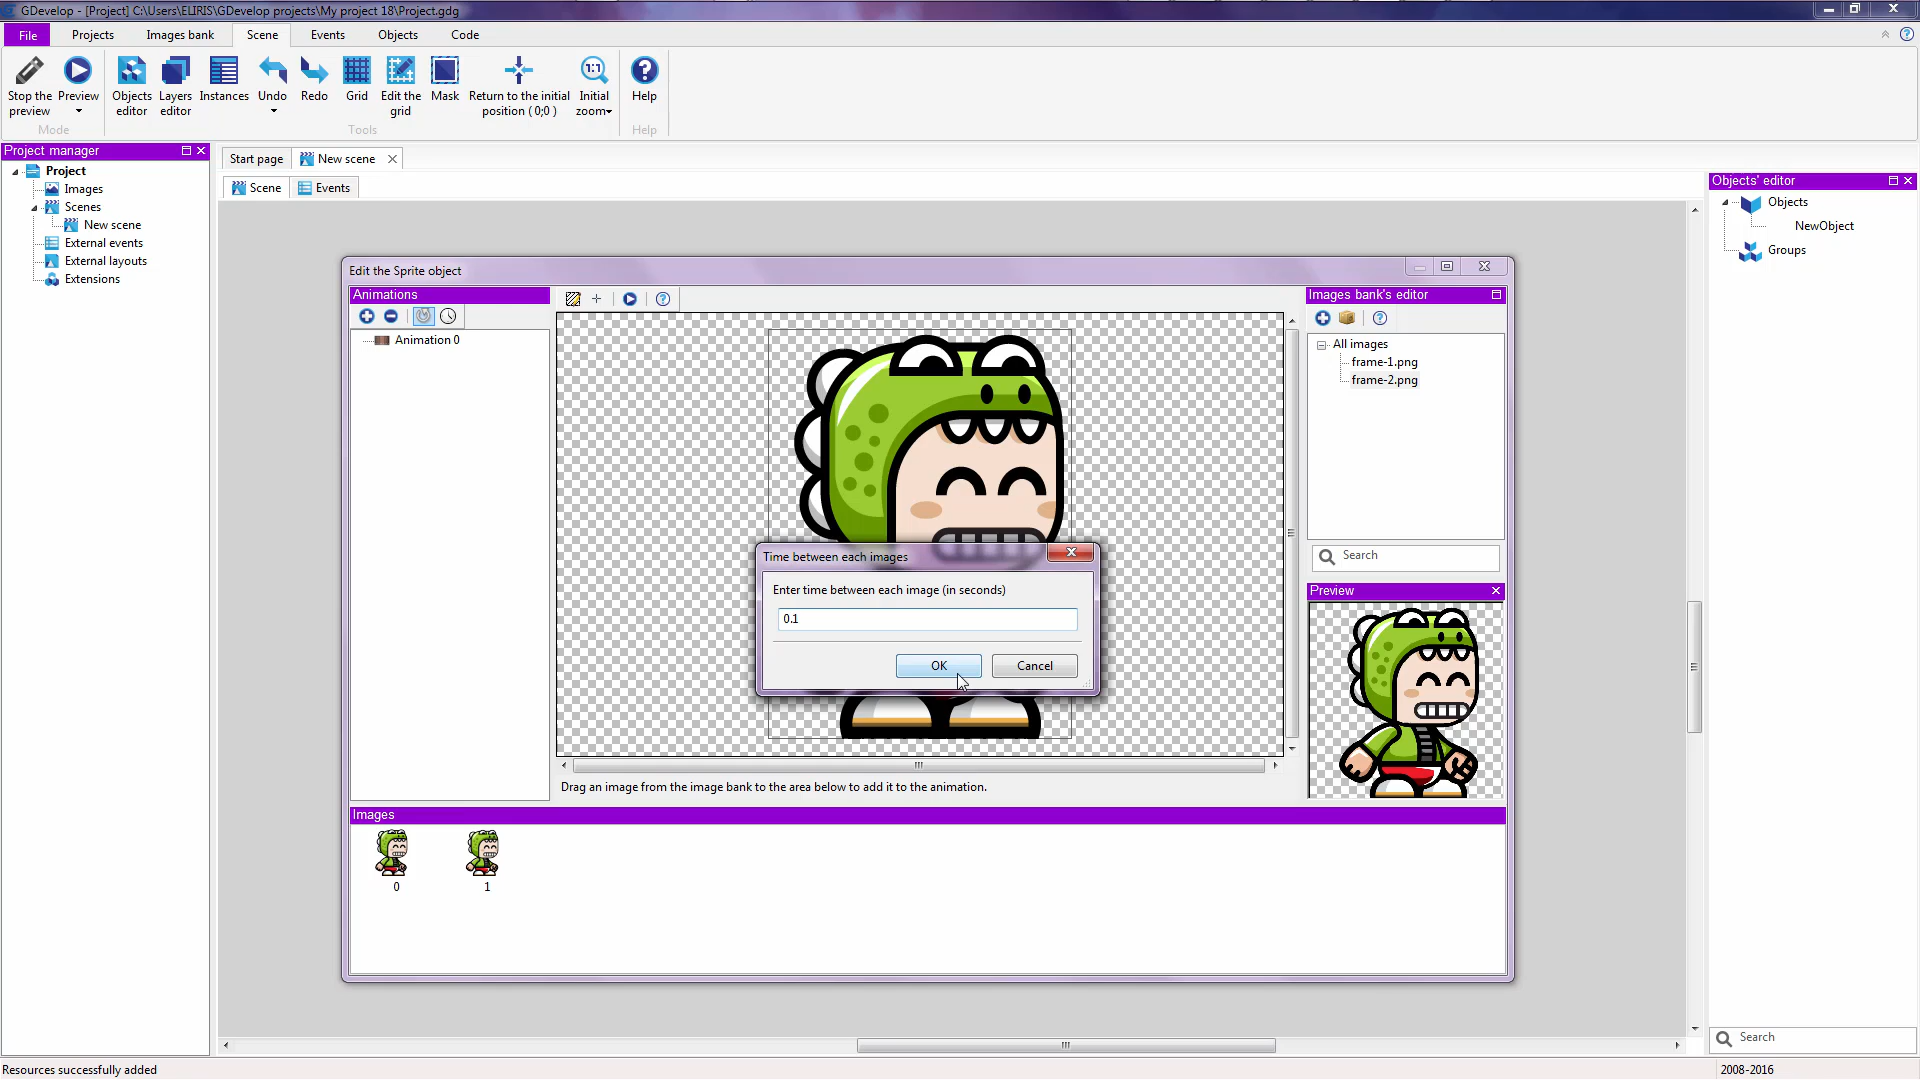 GDevelop - [Project] C:\Users\ELIRIS\GDevelop projects\My project 18\Project.gdg
File Projects Images bank Scene Events Objects Code
Stop the preview
Preview
Objects editor
Layers editor
Instances
Undo
Redo
Grid
Edit the grid
Mask
Return to the initial position ( 0;0 )
1:1
Initial zoom
Help
Mode
Tools
Help
Project manager
Project
Images
Scenes
New scene
External events
External layouts
Extensions
Start page
New scene
Scene
Events
Objects' editor
Objects
NewObject
Groups
Search
Edit the Sprite object
Animations
Animation 0
Images bank's editor
All images
frame-1.png
frame-2.png
Search
Preview
Time between each images
Enter time between each image (in seconds)
0.1
OK
Cancel
Drag an image from the image bank to the area below to add it to the animation.
Images
0
1
Resources successfully added
2008-2016